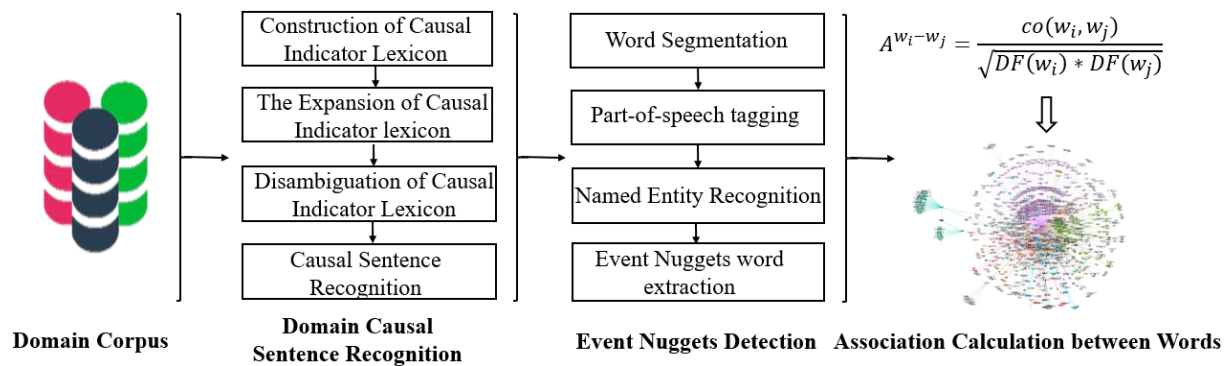 Construction of Causal
Indicator Lexicon
The Expansion of Causal
Indicator lexicon
Disambiguation of Causal
Indicator Lexicon
Causal Sentence
Recognition
Word Segmentation
Part-of-speech tagging
Named Entity Recognition
Event Nuggets word
extraction
A^{w_i−w_j} = \frac{co(w_i, w_j)}{\sqrt{DF(w_i) * DF(w_j)}}
Domain Corpus
Domain Causal
Sentence Recognition
Event Nuggets Detection
Association Calculation between Words